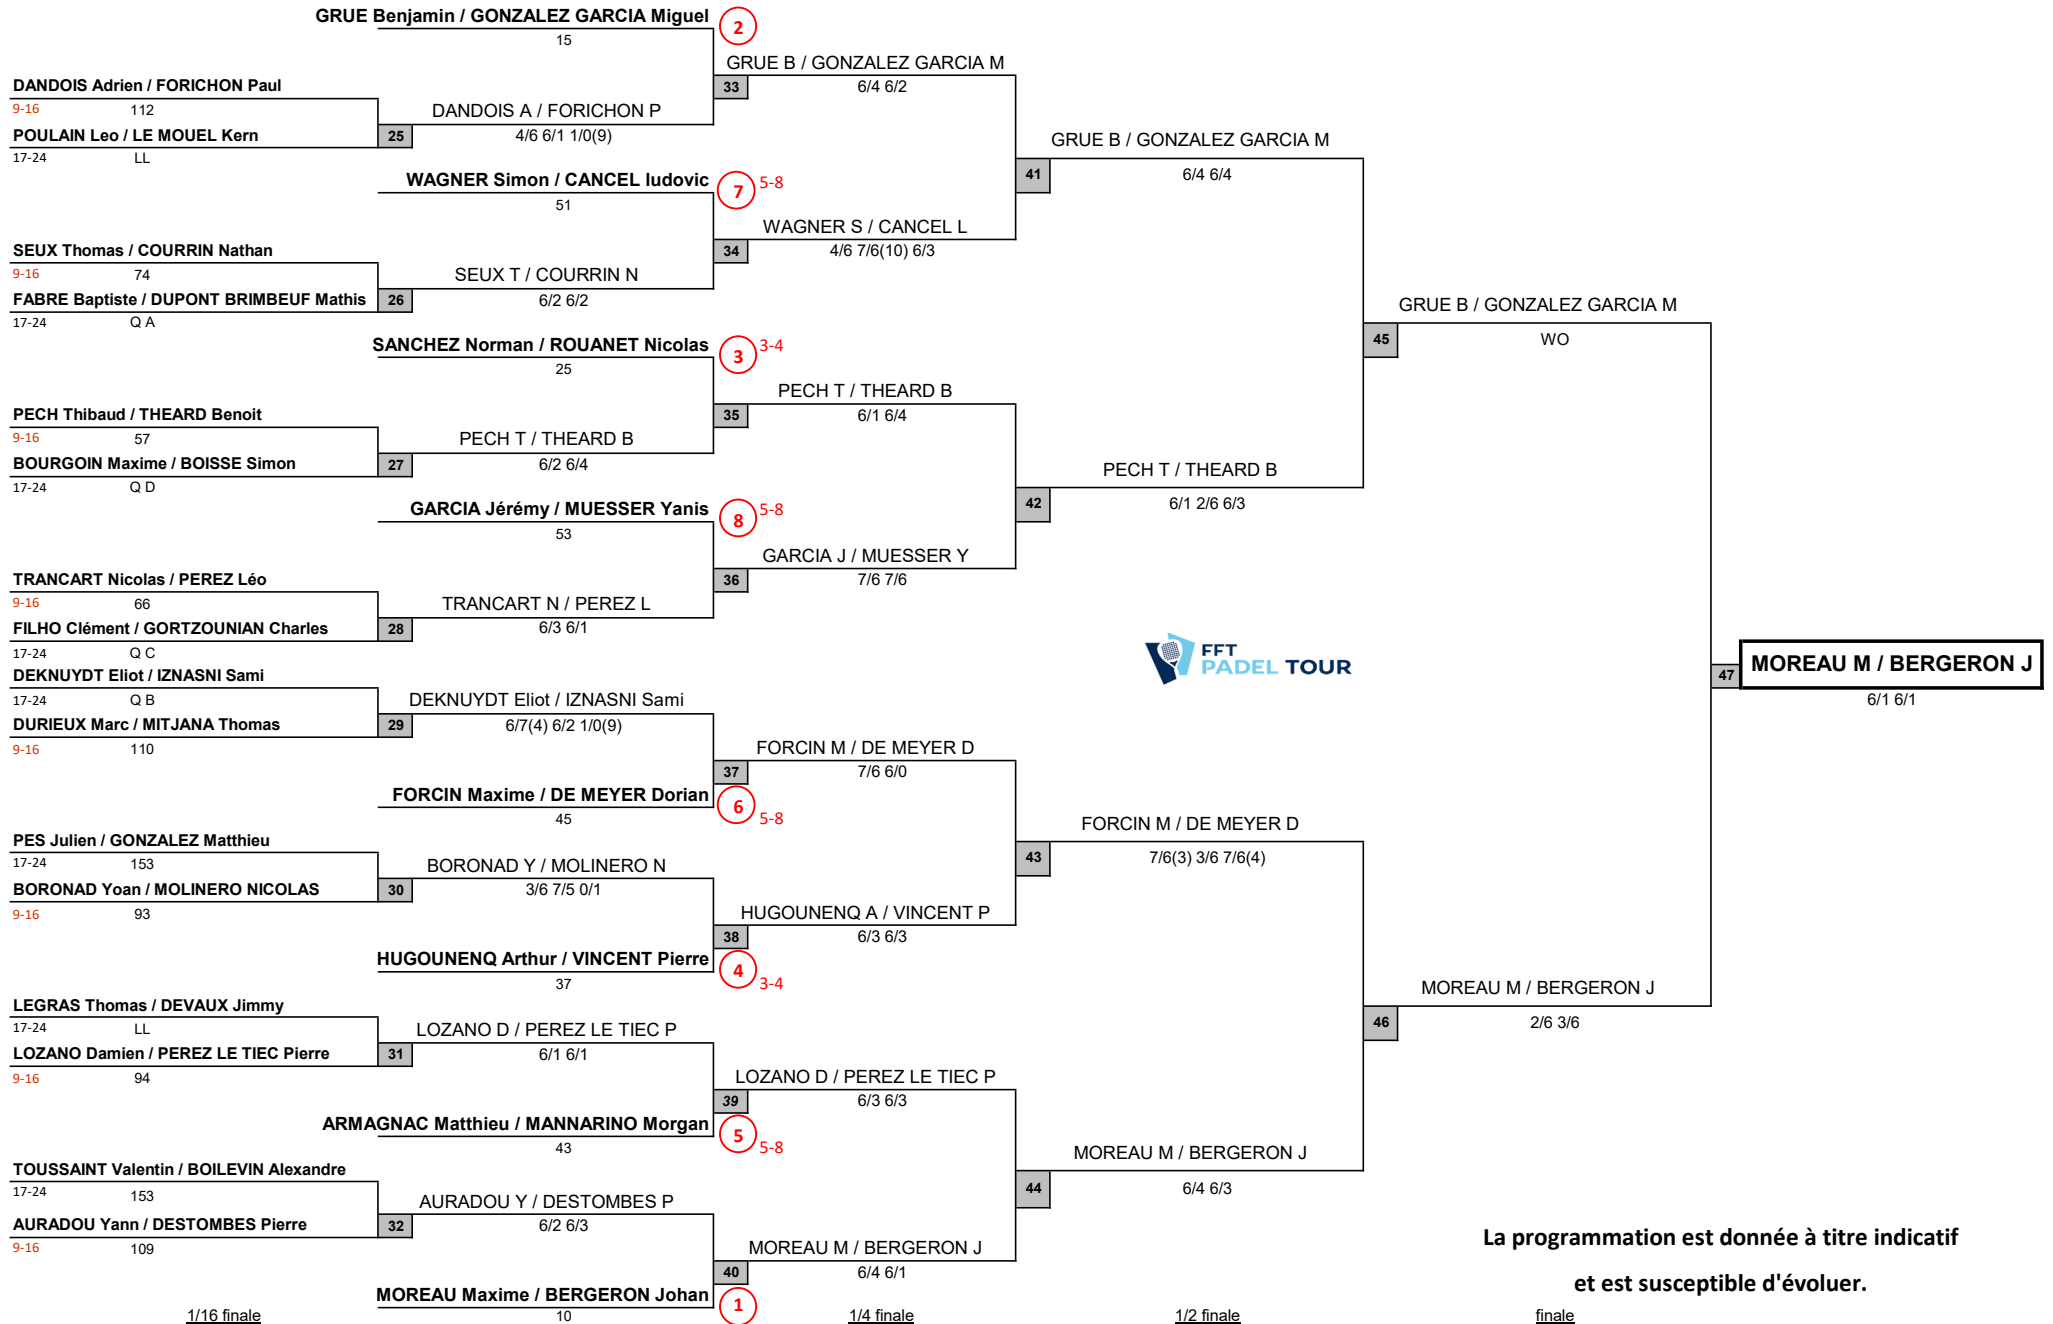 GRUE Benjamin / GONZALEZ GARCIA Miguel
2
15
GRUE B / GONZALEZ GARCIA M
DANDOIS Adrien / FORICHON Paul
33
6/4 6/2
9-16
112
DANDOIS A / FORICHON P
POULAIN Leo / LE MOUEL Kern
25
4/6 6/1 1/0(9)
17-24
LL
GRUE B / GONZALEZ GARCIA M
WAGNER Simon / CANCEL ludovic
7
5-8
41
6/4 6/4
51
WAGNER S / CANCEL L
SEUX Thomas / COURRIN Nathan
34
4/6 7/6(10) 6/3
9-16
74
SEUX T / COURRIN N
FABRE Baptiste / DUPONT BRIMBEUF Mathis
26
6/2 6/2
17-24
Q A
GRUE B / GONZALEZ GARCIA M
SANCHEZ Norman / ROUANET Nicolas
3
3-4
45
WO
25
PECH T / THEARD B
PECH Thibaud / THEARD Benoit
35
6/1 6/4
9-16
57
PECH T / THEARD B
BOURGOIN Maxime / BOISSE Simon
27
6/2 6/4
17-24
Q D
PECH T / THEARD B
GARCIA Jérémy / MUESSER Yanis
8
5-8
42
6/1 2/6 6/3
53
GARCIA J / MUESSER Y
TRANCART Nicolas / PEREZ Léo
36
7/6 7/6
9-16
66
TRANCART N / PEREZ L
FILHO Clément / GORTZOUNIAN Charles
28
6/3 6/1
17-24
Q C
FFT
PADEL TOUR
MOREAU M / BERGERON J
47
6/1 6/1
DEKNUYDT Eliot / IZNASNI Sami
17-24
Q B
DEKNUYDT Eliot / IZNASNI Sami
DURIEUX Marc / MITJANA Thomas
29
6/7(4) 6/2 1/0(9)
9-16
110
FORCIN M / DE MEYER D
37
7/6 6/0
FORCIN Maxime / DE MEYER Dorian
6
5-8
45
FORCIN M / DE MEYER D
PES Julien / GONZALEZ Matthieu
43
7/6(3) 3/6 7/6(4)
17-24
153
BORONAD Y / MOLINERO N
BORONAD Yoan / MOLINERO NICOLAS
30
3/6 7/5 0/1
9-16
93
HUGOUNENQ A / VINCENT P
38
6/3 6/3
HUGOUNENQ Arthur / VINCENT Pierre
4
3-4
37
MOREAU M / BERGERON J
LEGRAS Thomas / DEVAUX Jimmy
46
2/6 3/6
17-24
LL
LOZANO D / PEREZ LE TIEC P
LOZANO Damien / PEREZ LE TIEC Pierre
31
6/1 6/1
9-16
94
LOZANO D / PEREZ LE TIEC P
39
6/3 6/3
ARMAGNAC Matthieu / MANNARINO Morgan
5
5-8
43
MOREAU M / BERGERON J
TOUSSAINT Valentin / BOILEVIN Alexandre
44
6/4 6/3
17-24
153
AURADOU Y / DESTOMBES P
AURADOU Yann / DESTOMBES Pierre
32
6/2 6/3
9-16
109
MOREAU M / BERGERON J
40
6/4 6/1
MOREAU Maxime / BERGERON Johan
1
10
La programmation est donnée à titre indicatif
et est susceptible d'évoluer.
1/16 finale
1/4 finale
1/2 finale
finale